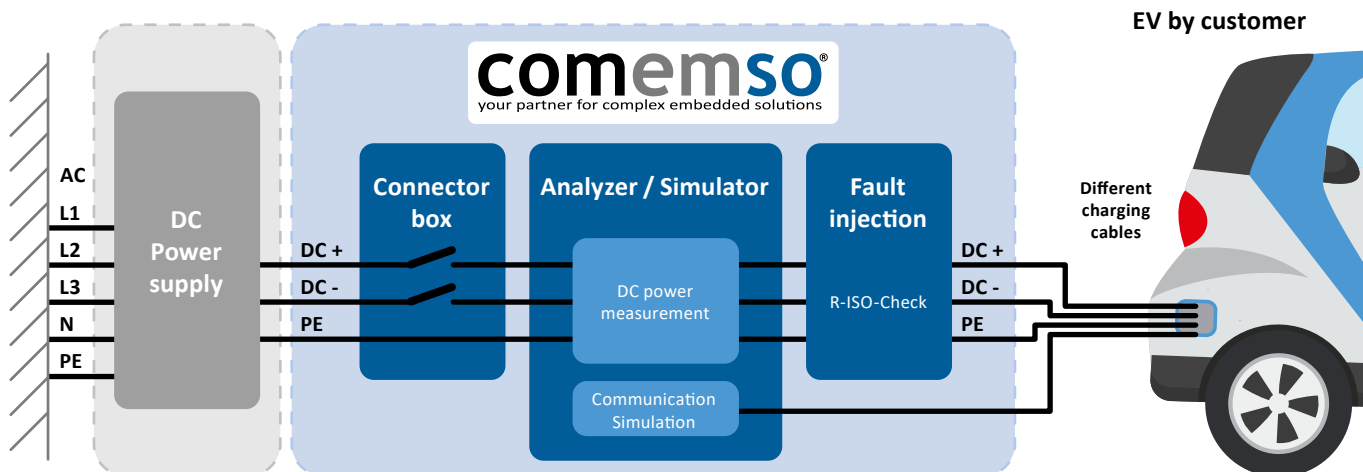 EV by customer
comemso®
your partner for complex embedded solutions
AC
L1
L2
L3
N
PE
DC
Power
supply
DC +
DC -
PE
Connector
box
Analyzer / Simulator
DC power
measurement
Communication
Simulation
Fault
injection
R-ISO-Check
DC +
DC -
PE
Different
charging
cables